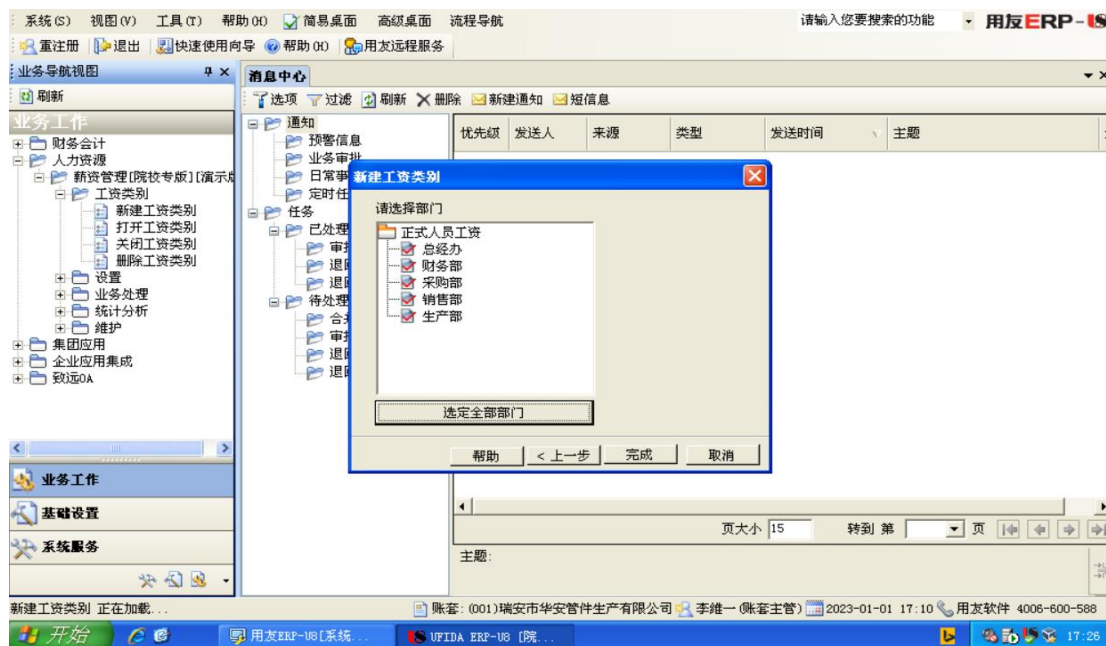 系统(S) 视图(V) 工具(T) 帮助(H) 简易桌面 高级桌面 流程导航 请输入您要搜索的功能 用友ERP-U8
重注册 退出 快速使用向导 帮助(H) 用友远程服务
业务导航视图
刷新
业务工作
财务会计
人力资源
薪资管理[院校专版][演示版
工资类别
新建工资类别
打开工资类别
关闭工资类别
删除工资类别
设置
业务处理
统计分析
维护
集团应用
企业应用集成
致远OA
业务工作
基础设置
系统服务
消息中心
选项 过滤 刷新 删除 新建通知 短信息
通知
预警信息
业务审批
日常事
定时任
任务
已处理
审批
退回
退回
待处理
合并
审批
退回
退回
优先级 发送人 来源 类型 发送时间 主题
新建工资类别
请选择部门
正式人员工资
总经办
财务部
采购部
销售部
生产部
选定全部部门
帮助 <上一步 完成 取消
页大小 15 转到 第 页
主题:
新建工资类别 正在加载... 账套: (001)瑞安市华安管件生产有限公司 李维一 (账套主管) 2023-01-01 17:10 用友软件 4006-600-588
开始 用友ERP-U8[系统... UFIDA ERP-U8 [院... 17:26